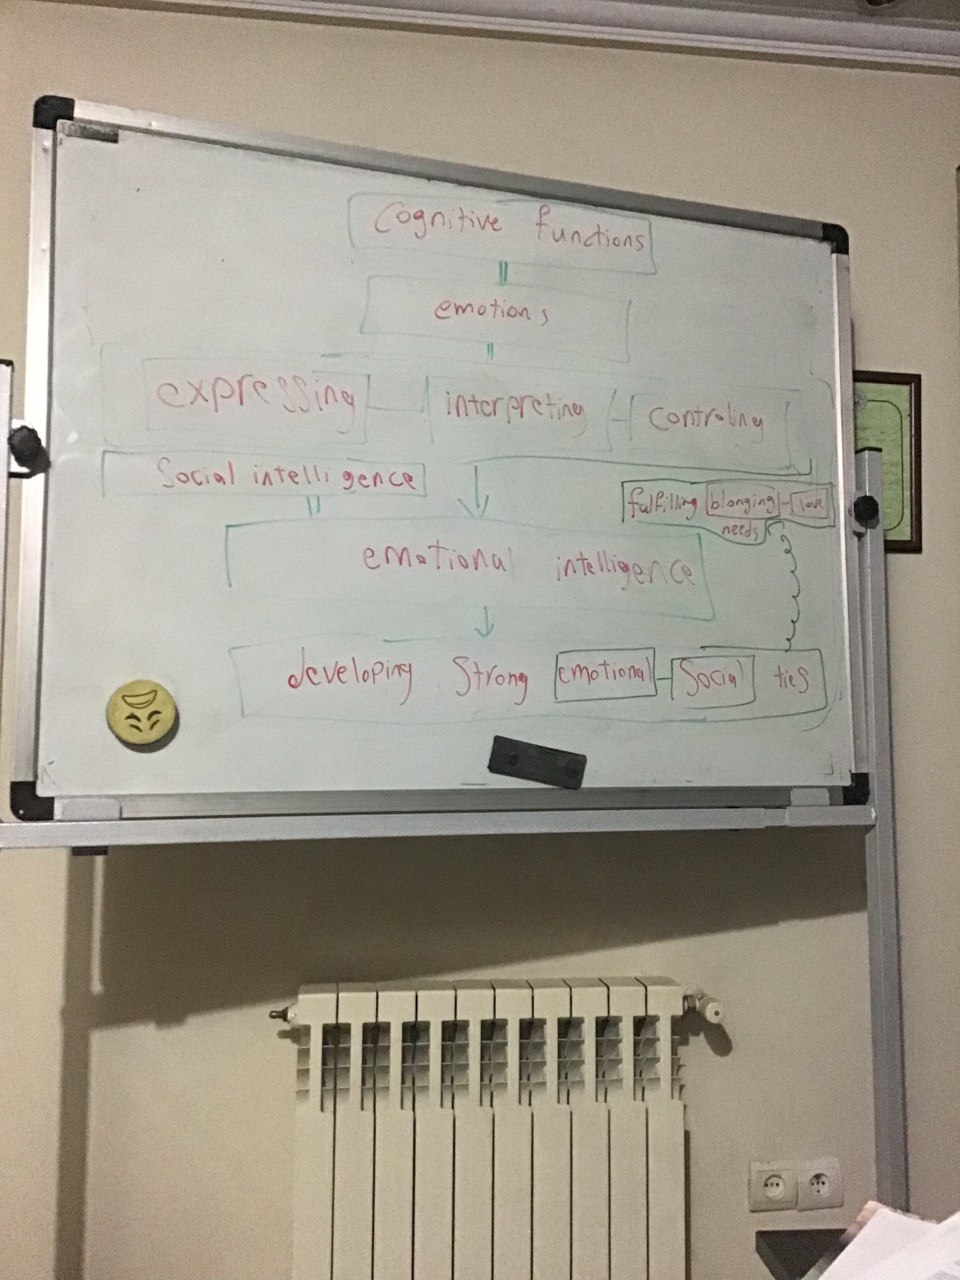 Cognitive functions
emotions
expressing interpreting Controling
Social intelligence
fulfilling blonging love
needs
emotional intelligence
developing Strong emotional Social ties